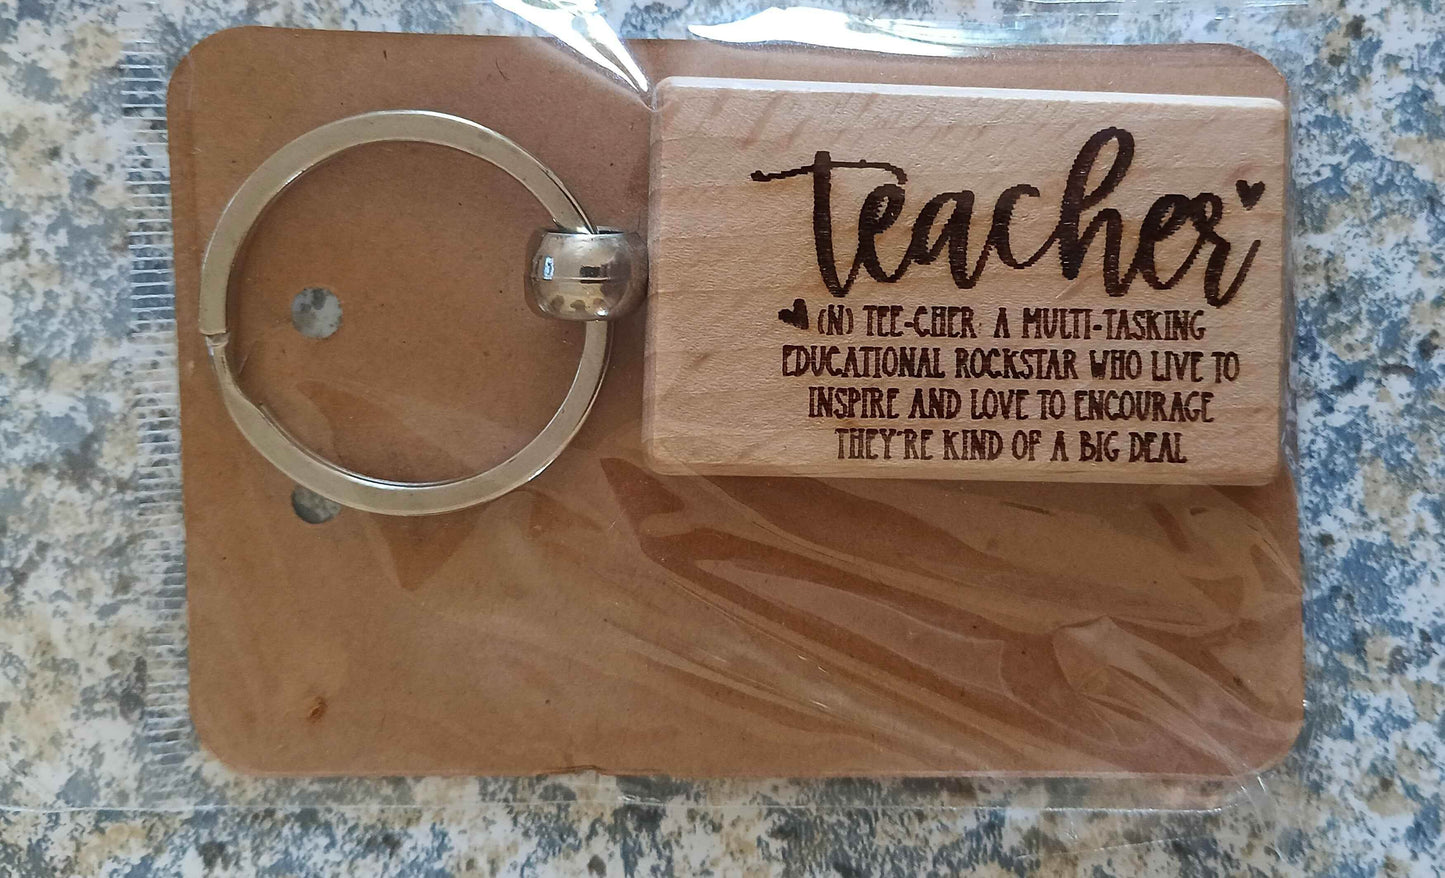 teacher
(N) TEE-CHER: A MULTI-TASKING
EDUCATIONAL ROCKSTAR WHO LIVE TO
INSPIRE AND LOVE TO ENCOURAGE
THEY'RE KIND OF A BIG DEAL